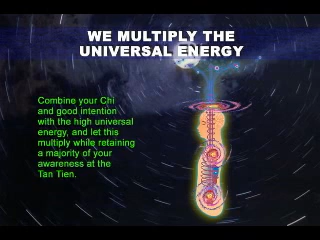 WE MULTIPLY THE
UNIVERSAL ENERGY
Combine your Chi
and good intention
with the high universal
energy, and let this
multiply while retaining
a majority of your
awareness at the
Tan Tien.